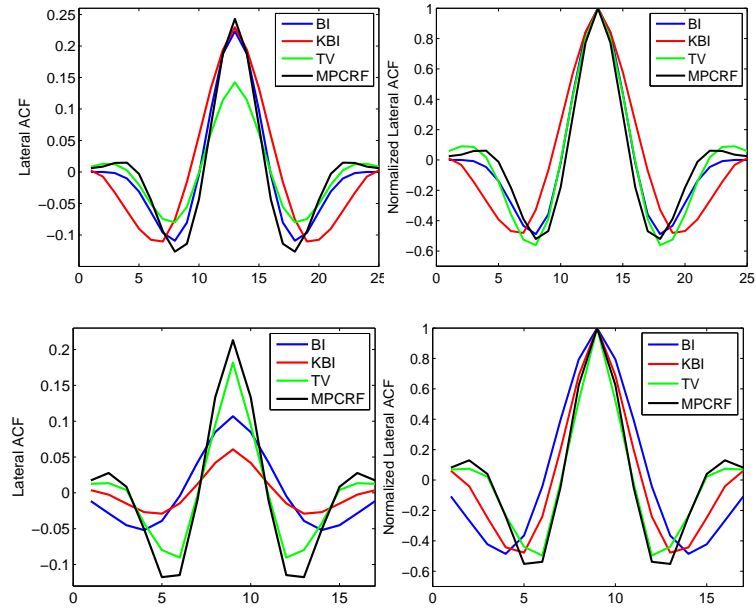 0.25
0.2
0.15
0.1
0.05
0
−0.05
−0.1
0 5 10 15 20 25
Lateral ACF
BI
KBI
TV
MPCRF
1
0.8
0.6
0.4
0.2
0
−0.2
−0.4
−0.6
0 5 10 15 20 25
Normalized Lateral ACF
BI
KBI
TV
MPCRF
0.2
0.15
0.1
0.05
0
−0.05
−0.1
0 5 10 15
Lateral ACF
BI
KBI
TV
MPCRF
1
0.8
0.6
0.4
0.2
0
−0.2
−0.4
−0.6
0 5 10 15
Normalized Lateral ACF
BI
KBI
TV
MPCRF